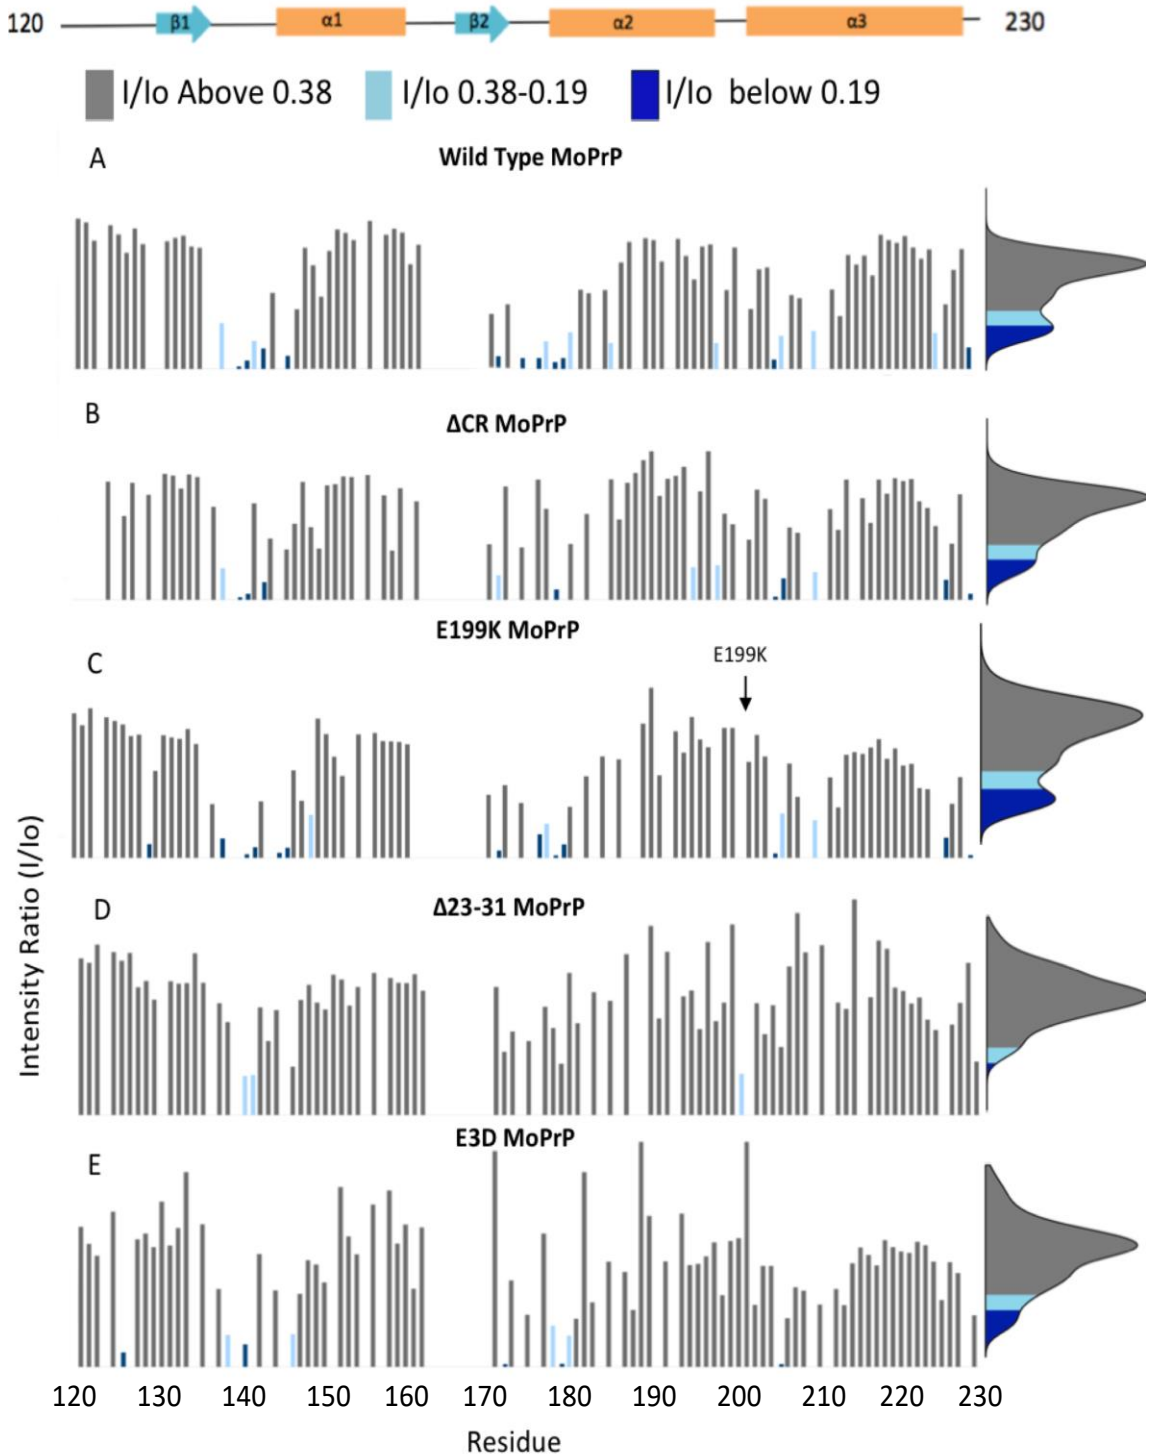 120 β1 α1 β2 α2 α3 230
I/Io Above 0.38 I/Io 0.38-0.19 I/Io below 0.19
A
Wild Type MoPrP
B
ΔCR MoPrP
E199K MoPrP
C
E199K
D
Δ23-31 MoPrP
E3D MoPrP
E
Intensity Ratio (I/Io)
120 130 140 150 160 170 180 190 200 210 220 230
Residue